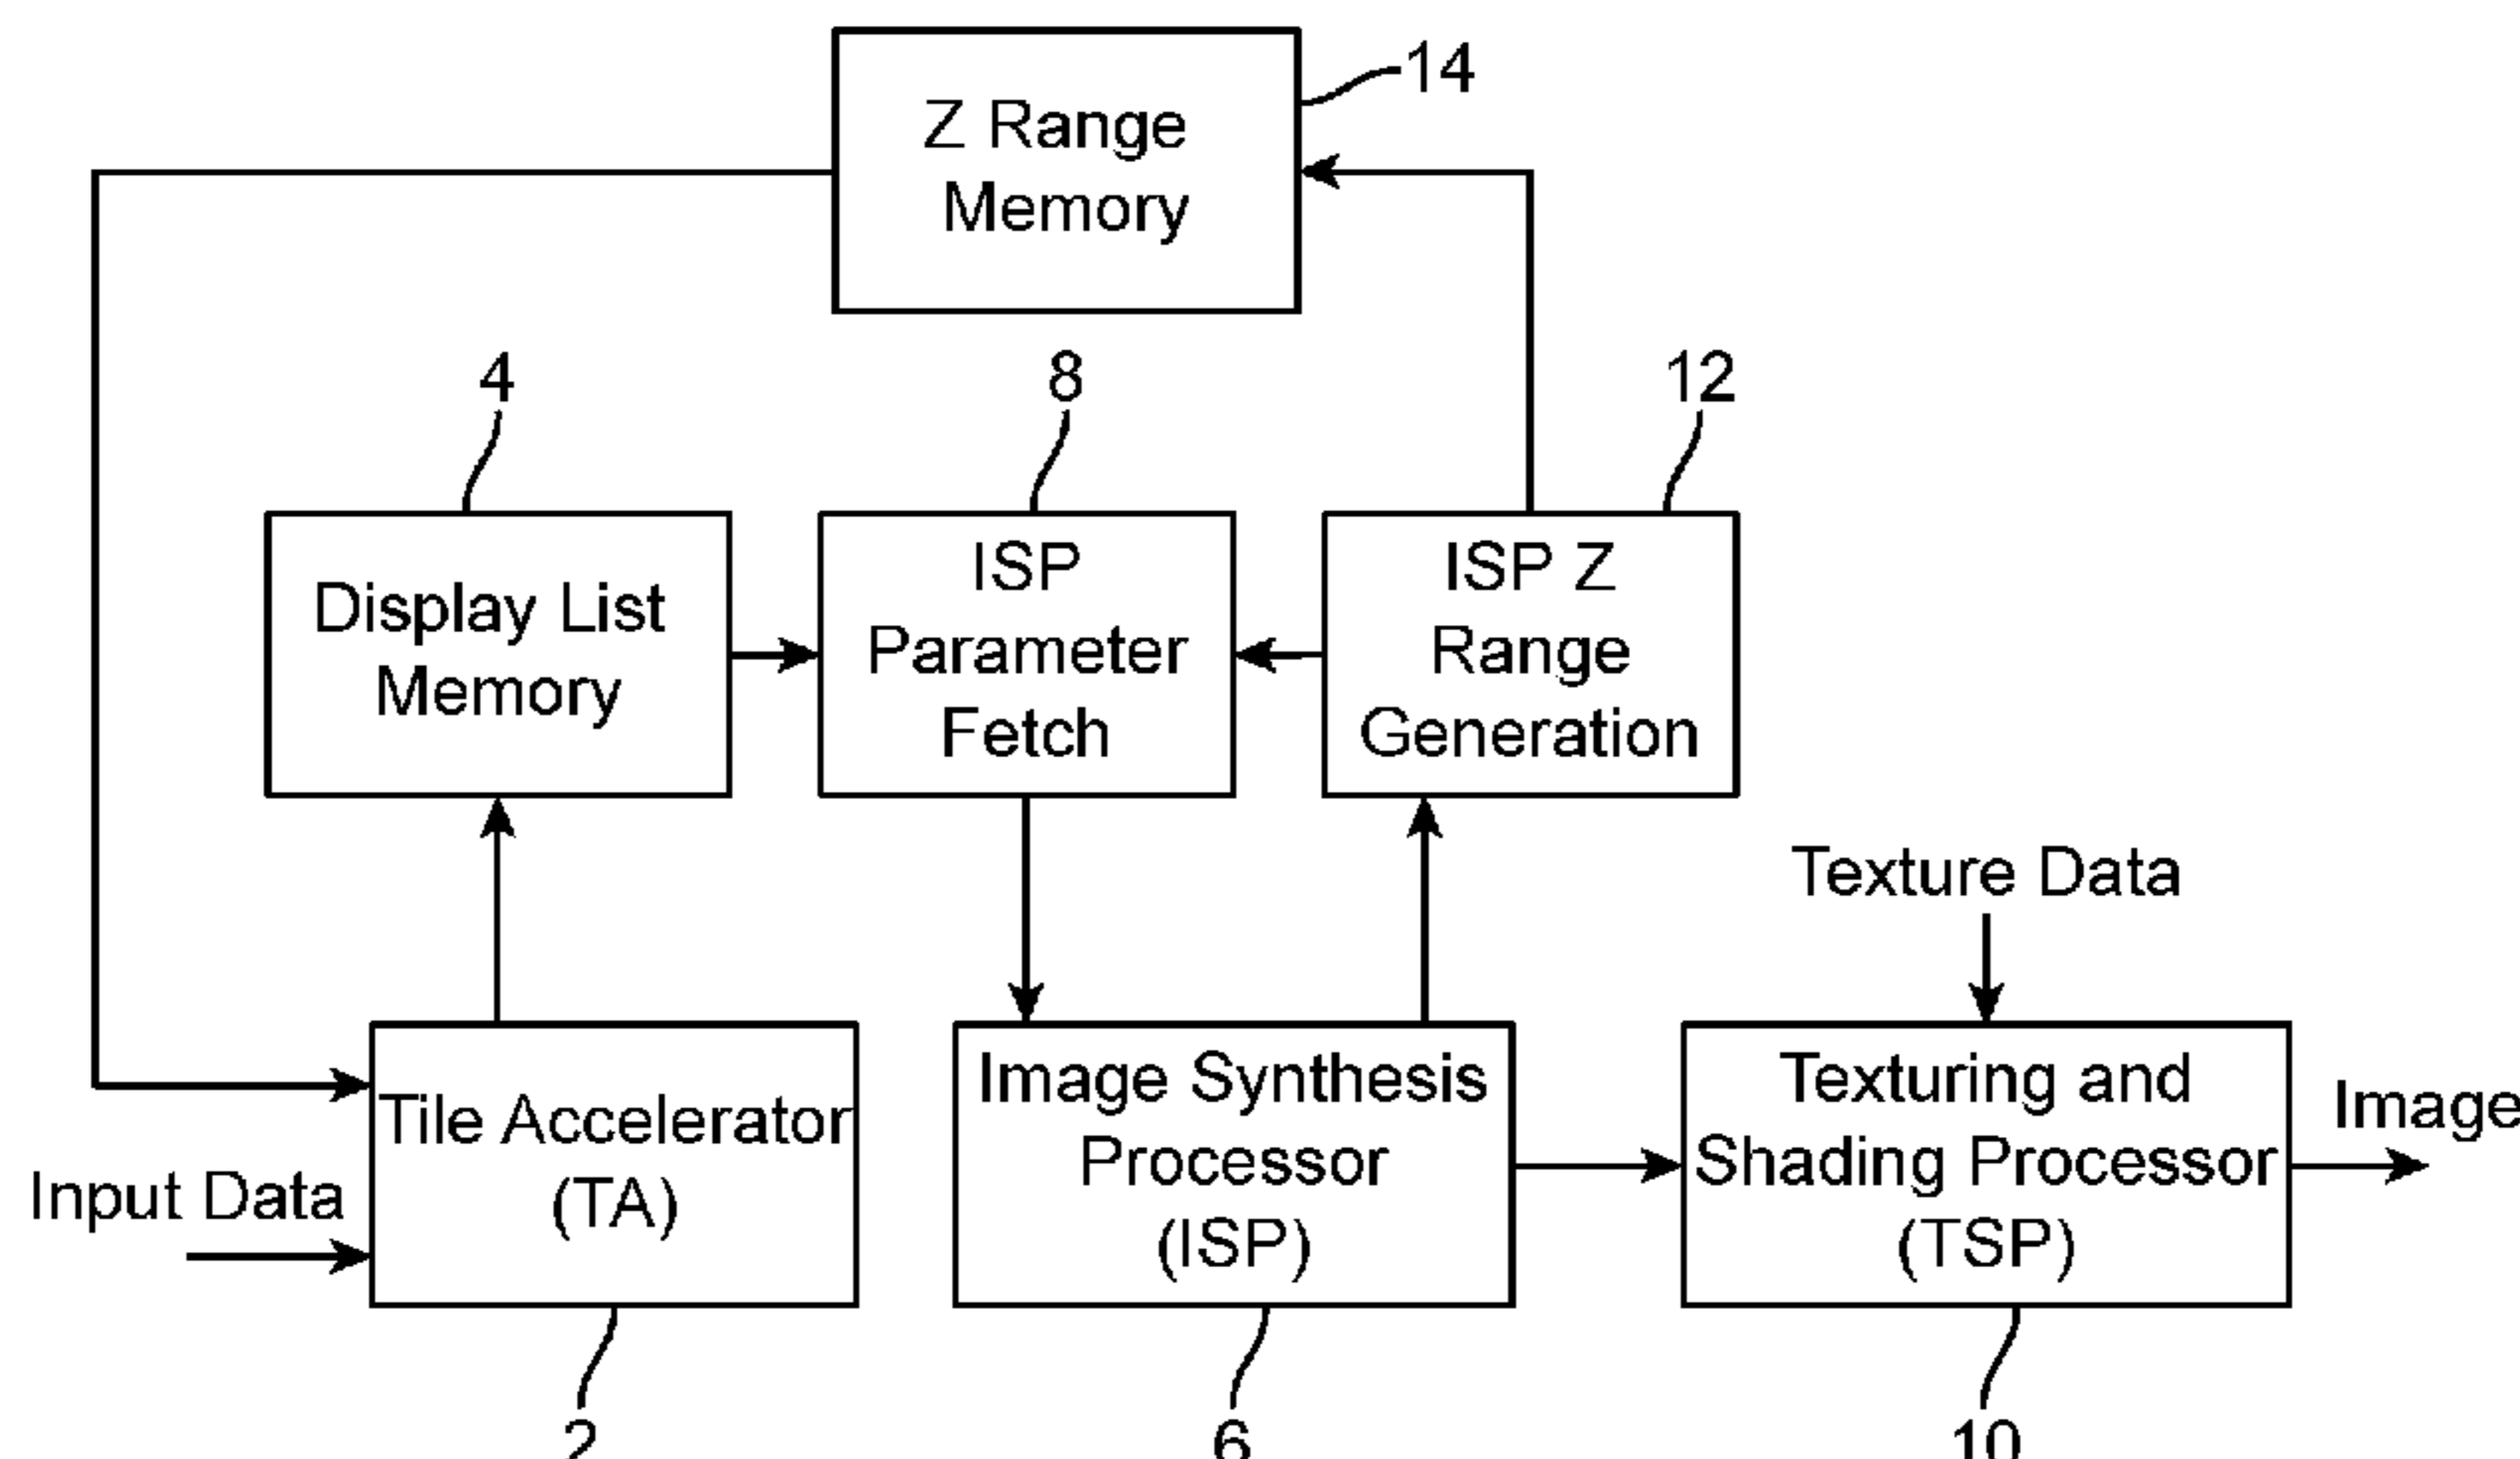 14
Z Range
Memory
4
8
12
Display List
Memory
ISP
Parameter
Fetch
ISP Z
Range
Generation
Texture Data
Input Data
Tile Accelerator
(TA)
Image Synthesis
Processor
(ISP)
Texturing and
Shading Processor
(TSP)
Image
2
6
10